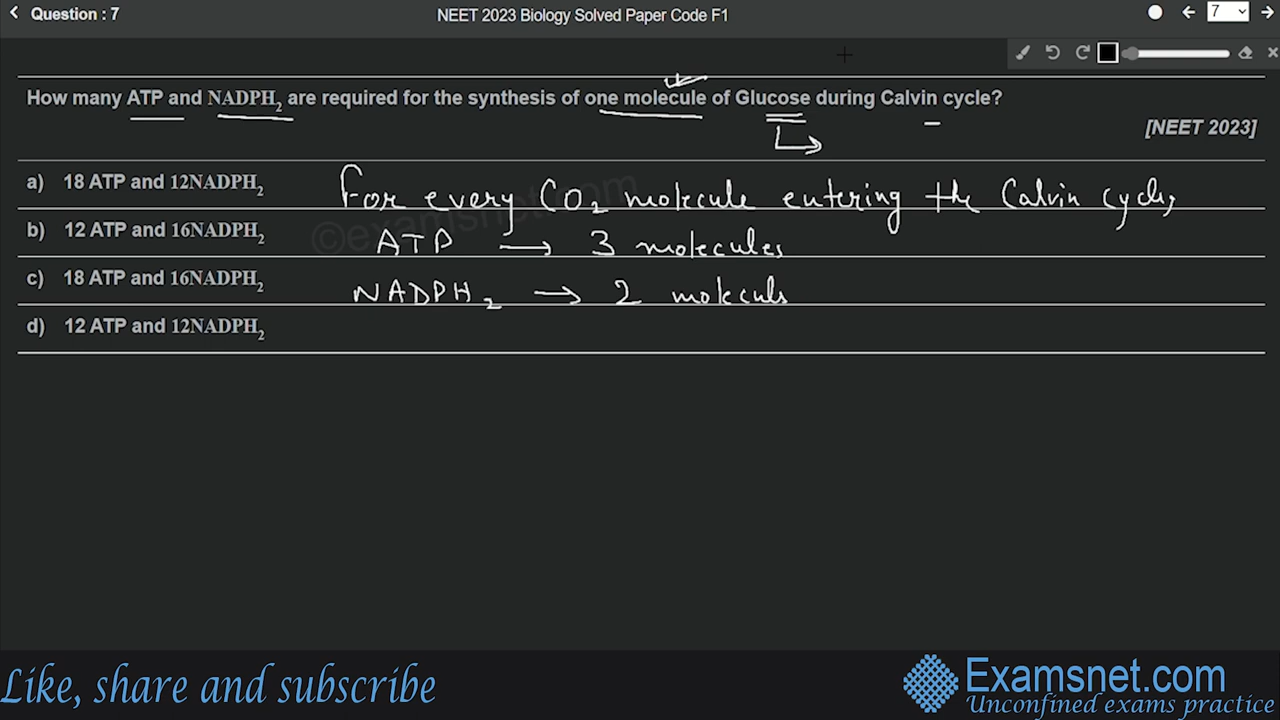 Question : 7
NEET 2023 Biology Solved Paper Code F1
7
How many ATP and NADPH₂ are required for the synthesis of one molecule of Glucose during Calvin cycle?
[NEET 2023]
a) 18 ATP and 12NADPH₂
For every CO₂ molecule entering the Calvin cycle,
b) 12 ATP and 16NADPH₂
ATP → 3 molecules
c) 18 ATP and 16NADPH₂
NADPH₂ → 2 moleculs
d) 12 ATP and 12NADPH₂
©examsnet.com
Like, share and subscribe
Examsnet.com
Unconfined exams practice